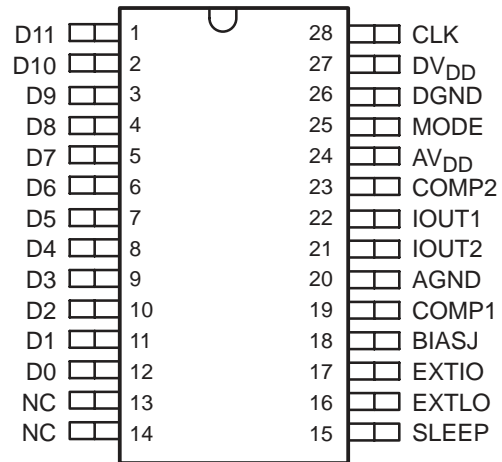 D11 1 28 CLK
D10 2 27 DVDD
D9 3 26 DGND
D8 4 25 MODE
D7 5 24 AVDD
D6 6 23 COMP2
D5 7 22 IOUT1
D4 8 21 IOUT2
D3 9 20 AGND
D2 10 19 COMP1
D1 11 18 BIASJ
D0 12 17 EXTIO
NC 13 16 EXTLO
NC 14 15 SLEEP